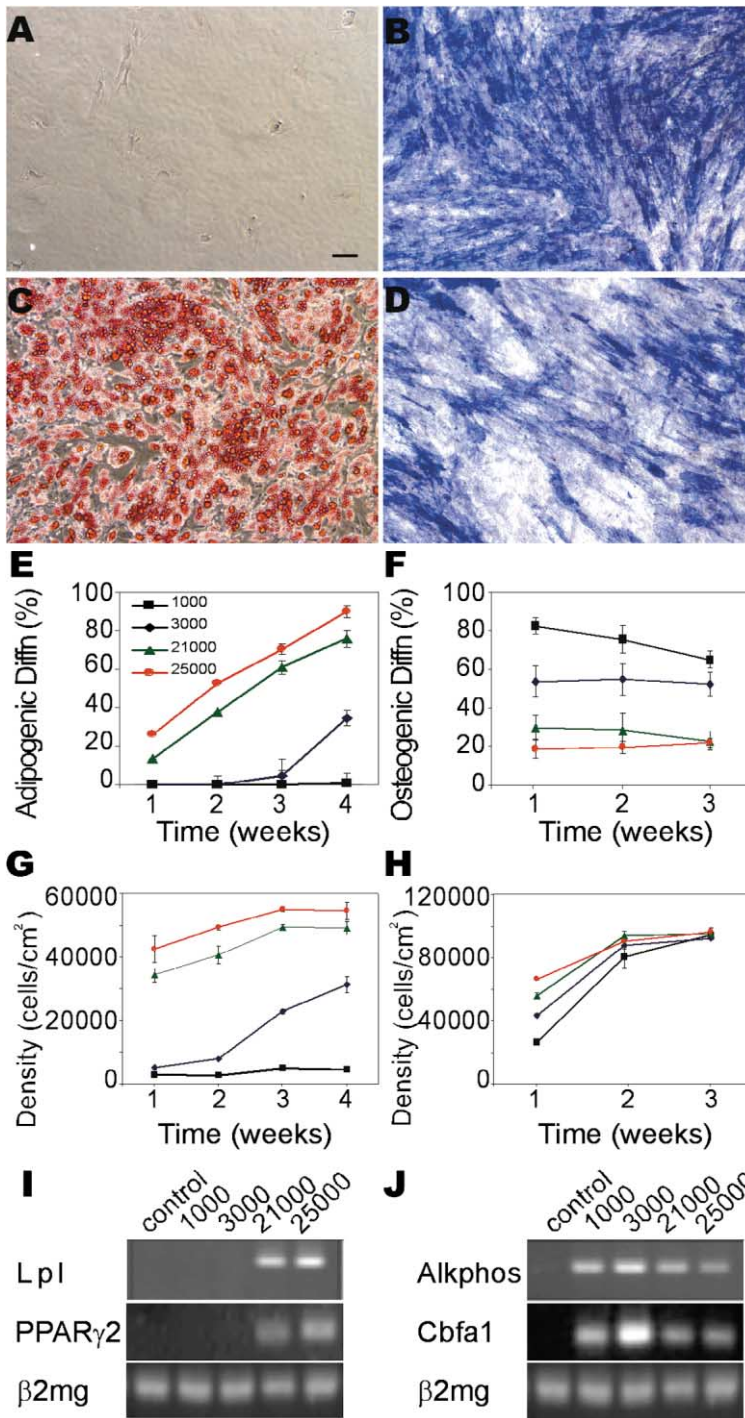 A
B
C
D
E
F
Adipogenic Diffn (%)
100
80
60
40
20
0
1000
3000
21000
25000
1 2 3 4
Time (weeks)
Osteogenic Diffn (%)
100
80
60
40
20
0
1 2 3
Time (weeks)
G
H
Density (cells/cm²)
60000
40000
20000
0
1 2 3 4
Time (weeks)
Density (cells/cm²)
120000
80000
40000
0
1 2 3
Time (weeks)
I
control 1000 3000 21000 25000
Lpl
PPARγ2
β2mg
J
control 1000 3000 21000 25000
Alkphos
Cbfa1
β2mg